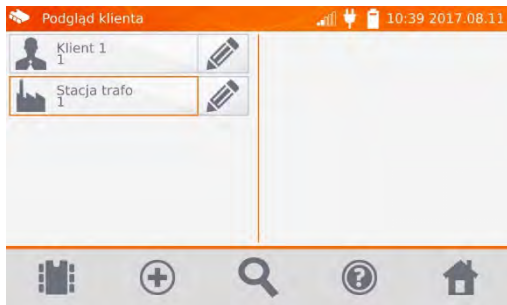 Podgląd klienta
10:39 2017.08.11
Klient 1
1
Stacja trafo
1